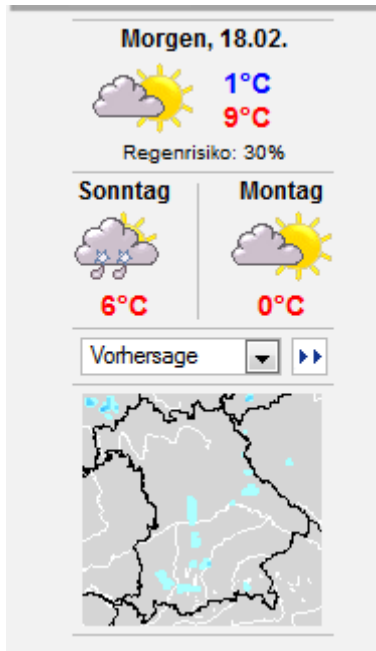 Morgen, 18.02.
1°C
9°C
Regenrisiko: 30%
Sonntag Montag
6°C 0°C
Vorhersage